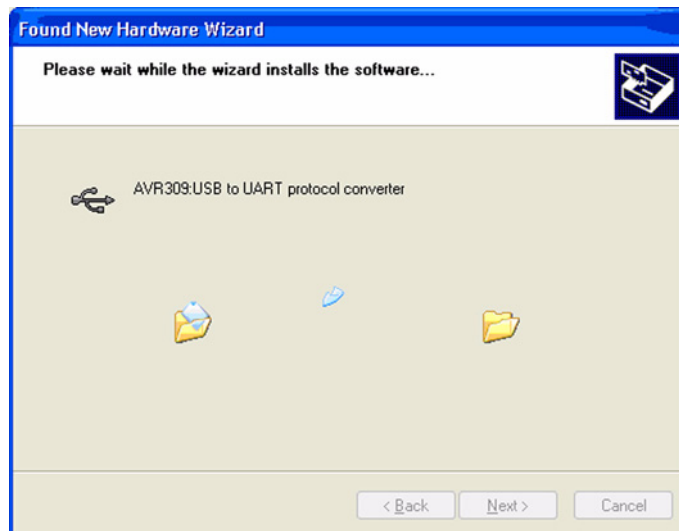 Found New Hardware Wizard
Please wait while the wizard installs the software...
AVR309:USB to UART protocol converter
< Back
Next >
Cancel